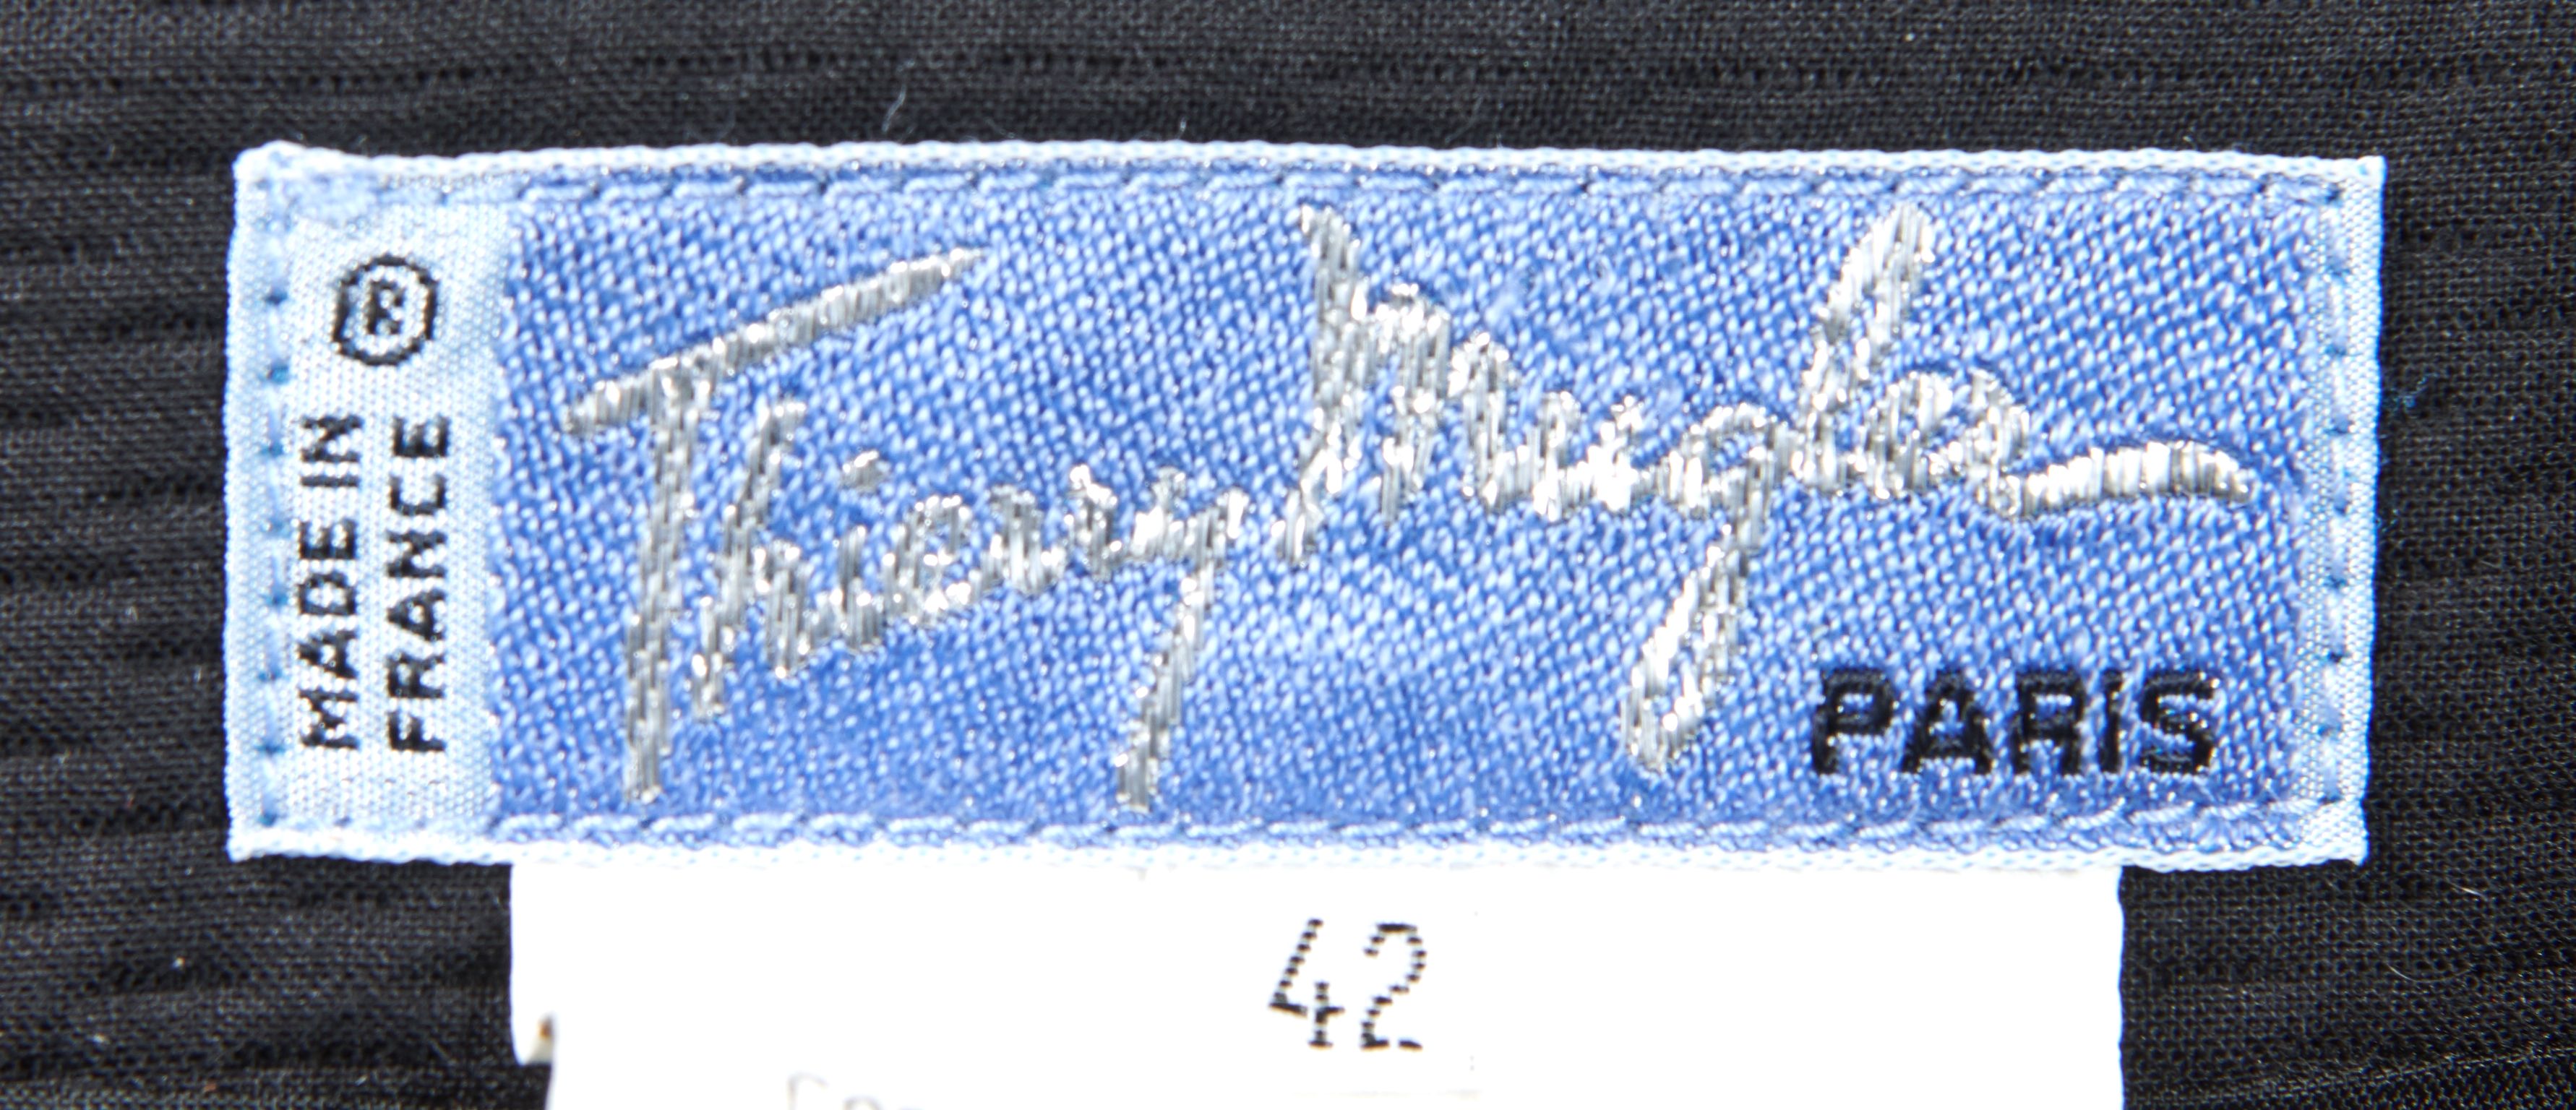 MADE IN
FRANCE ®
Thierry Mugler
PARIS
42